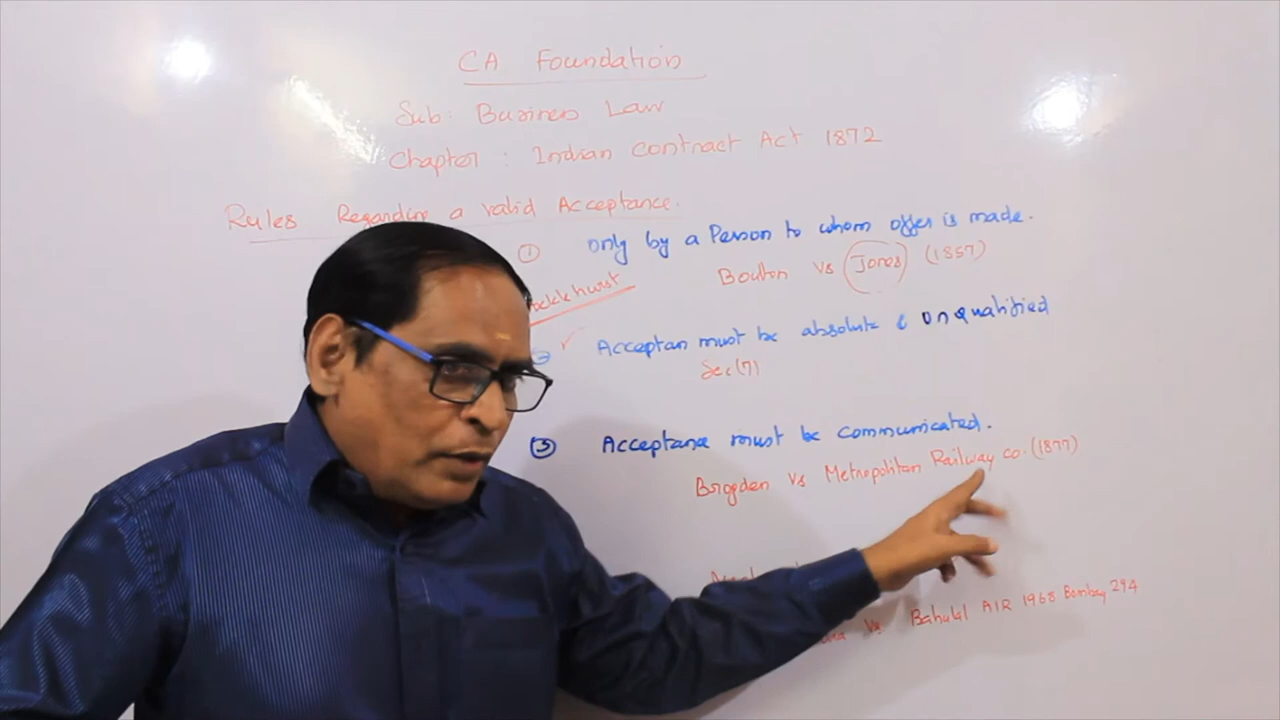 CA Foundation
Sub: Business Law
Chapter : Indian Contract Act 1872
Rules Regarding a valid Acceptance.
① only by a Person to whom offer is made.
Boulton Vs Jones (1857)
② Acceptan must be absolute & unqualified
Sec (7)
③ Acceptance must be communicated.
Brogden Vs Metropolitan Railway co. (1877)
Vs AIR 1968 Bombay 294